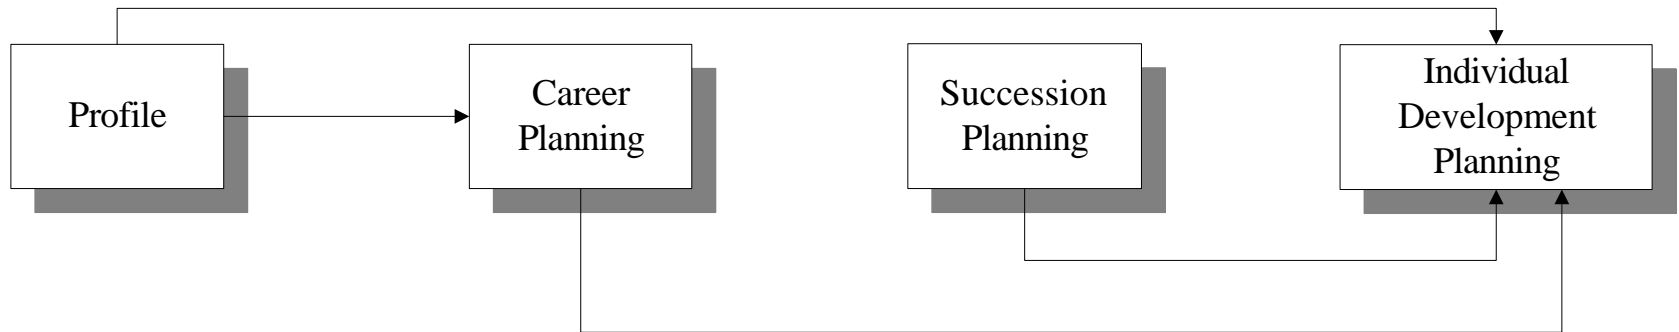 Profile
Career
Planning
Succession
Planning
Individual
Development
Planning